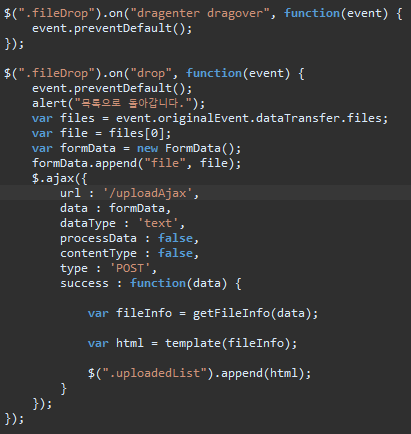 $(".fileDrop").on("dragenter dragover", function(event) {
    event.preventDefault();
});

$(".fileDrop").on("drop", function(event) {
    event.preventDefault();
    alert("목록으로 돌아갑니다.");
    var files = event.originalEvent.dataTransfer.files;
    var file = files[0];
    var formData = new FormData();
    formData.append("file", file);
    $.ajax({
        url : '/uploadAjax',
        data : formData,
        dataType : 'text',
        processData : false,
        contentType : false,
        type : 'POST',
        success : function(data) {

            var fileInfo = getFileInfo(data);

            var html = template(fileInfo);

            $(".uploadedList").append(html);
        }
    });
});